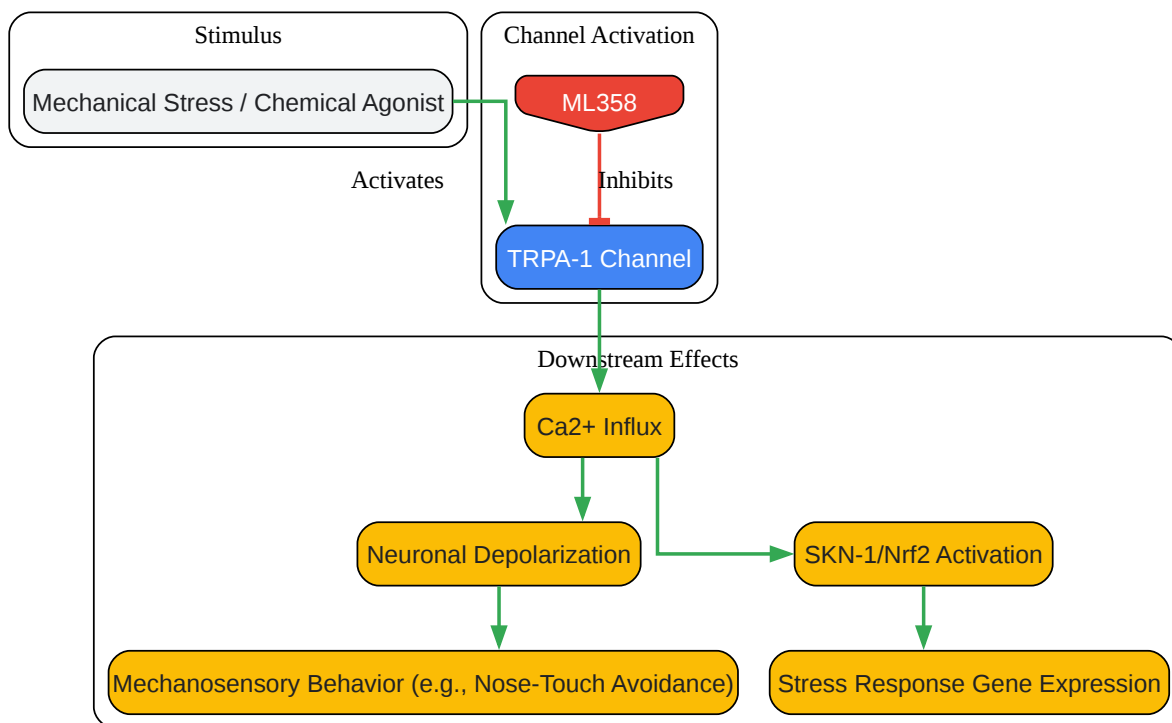 Stimulus
Channel Activation
Mechanical Stress / Chemical Agonist
ML358
Activates
Inhibits
TRPA-1 Channel
Downstream Effects
Ca2+ Influx
Neuronal Depolarization
SKN-1/Nrf2 Activation
Mechanosensory Behavior (e.g., Nose-Touch Avoidance)
Stress Response Gene Expression